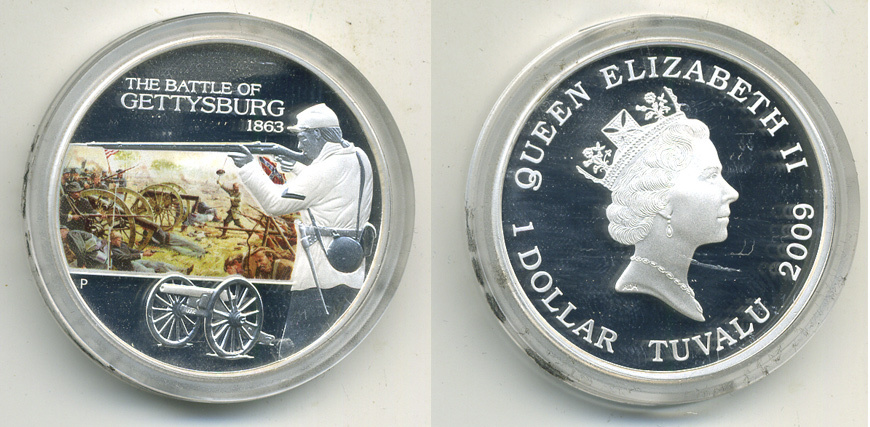 THE BATTLE OF
GETTYSBURG
1863
P
QUEEN ELIZABETH II
1 DOLLAR TUVALU 2009